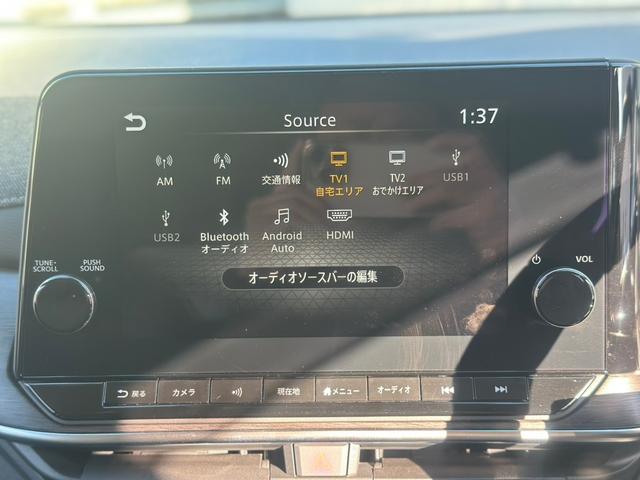 Source
1:37
AM
FM
交通情報
TV1
自宅エリア
TV2
おでかけエリア
USB1
USB2
Bluetooth
オーディオ
Android
Auto
HDMI
オーディオソースバーの編集
TUNE·
SCROLL
PUSH
SOUND
VOL
戻る
カメラ
現在地
メニュー
オーディオ